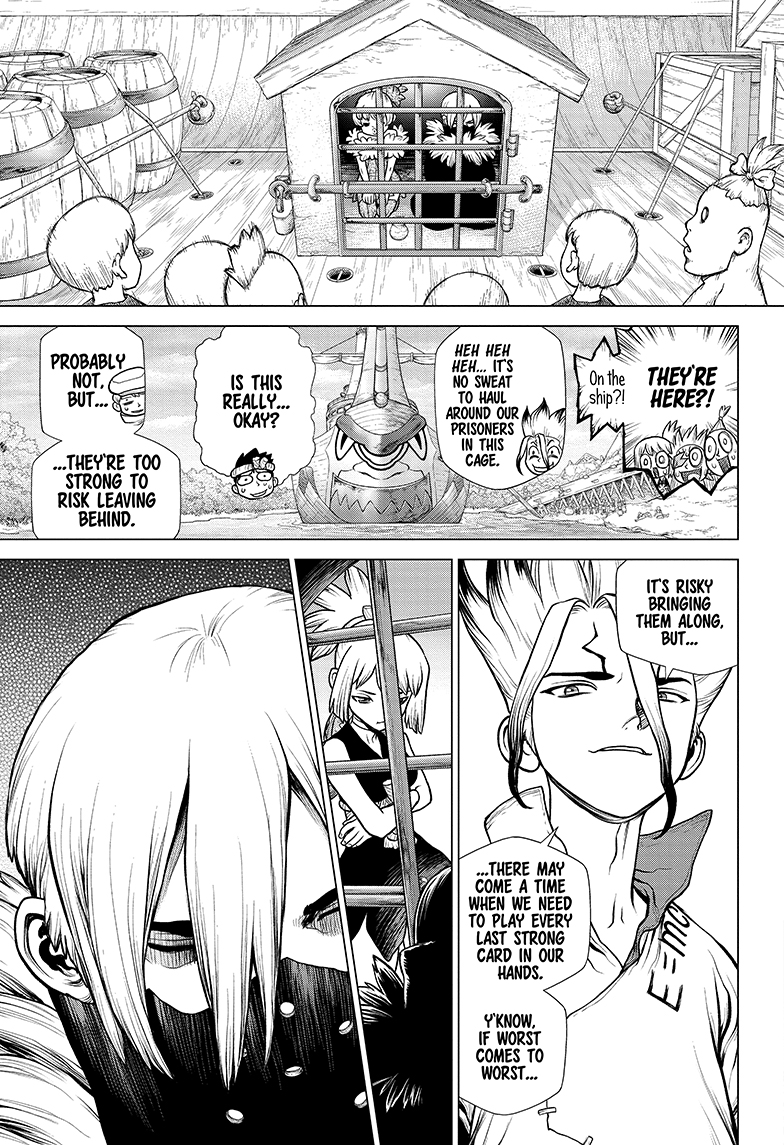 THEY'RE
HERE?!
On the
ship?!
HEH HEH
HEH... IT'S
NO SWEAT
TO HAUL
AROUND OUR
PRISONERS
IN THIS
CAGE.
IS THIS
REALLY...
OKAY?
PROBABLY
NOT,
BUT...
...THEY'RE TOO
STRONG TO
RISK LEAVING
BEHIND.
IT'S RISKY
BRINGING
THEM ALONG,
BUT...
...THERE MAY
COME A TIME
WHEN WE NEED
TO PLAY EVERY
LAST STRONG
CARD IN OUR
HANDS.
Y'KNOW,
IF WORST
COMES TO
WORST...